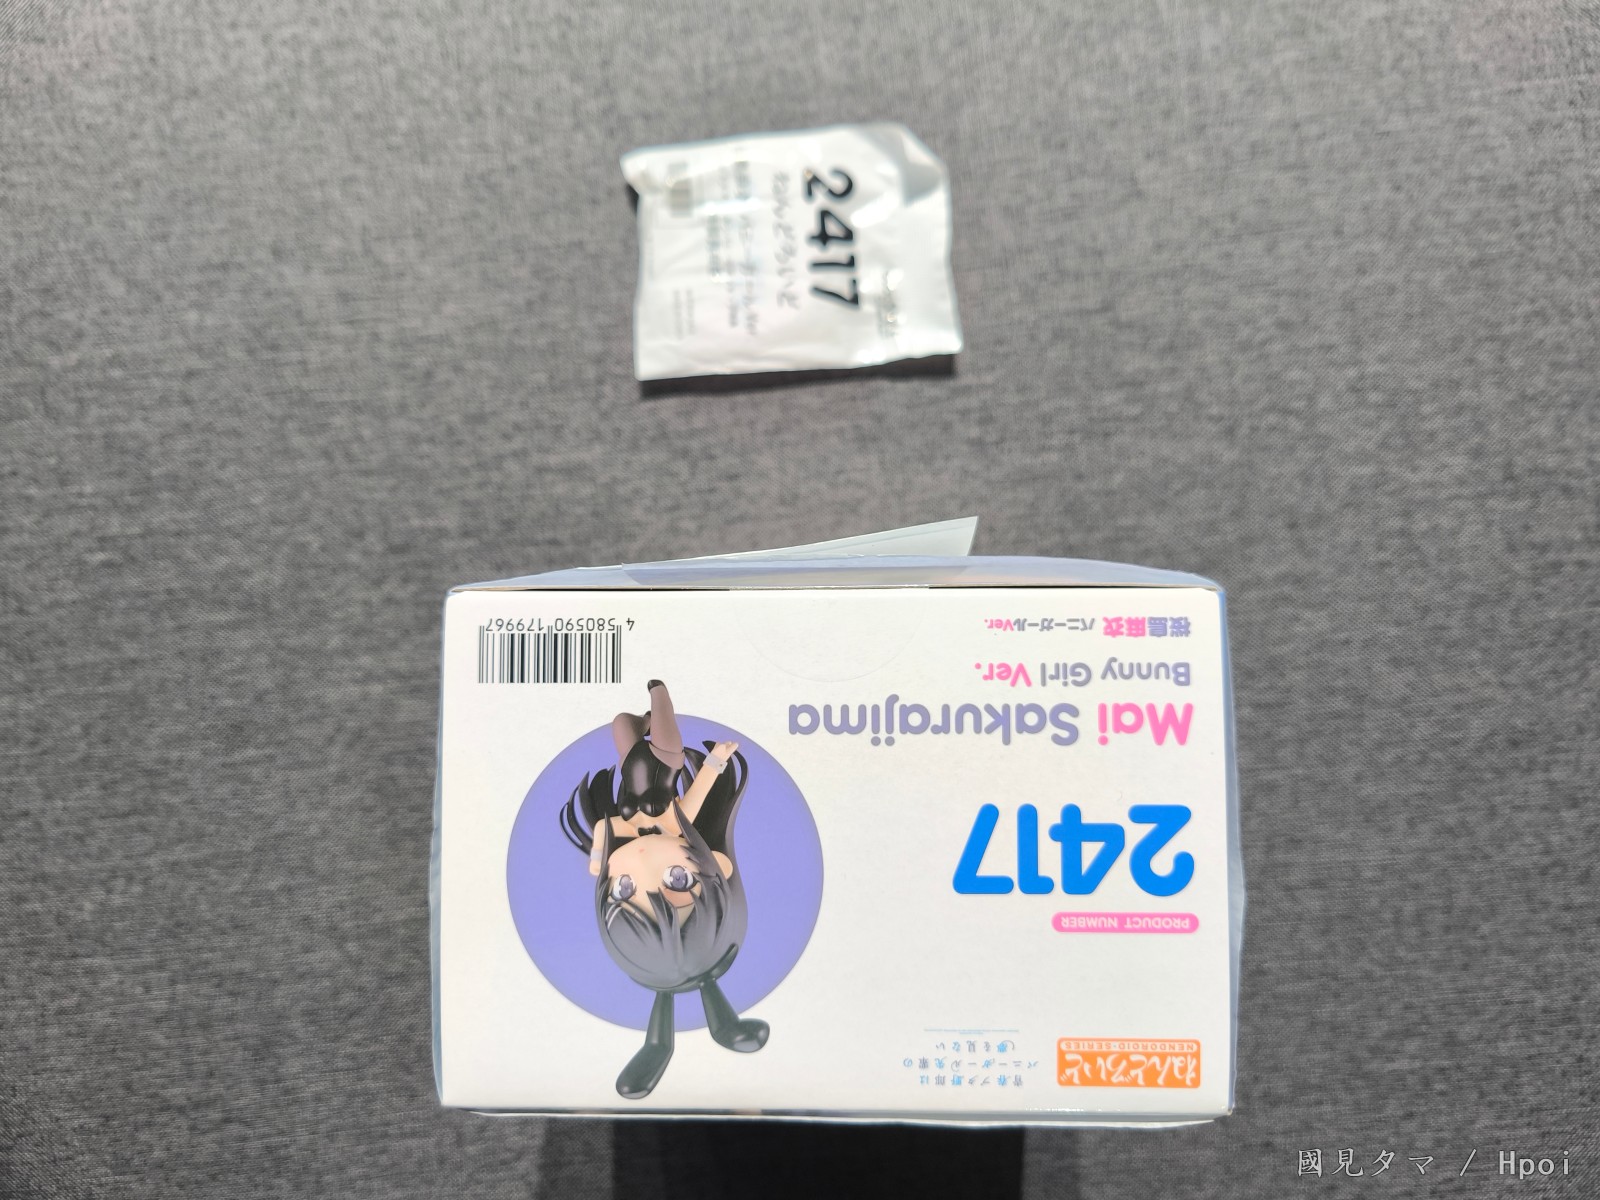 2417
ねんどろいど
ねんどろいど
NENDOROID-SERIES
青春ブタ野郎は
バニーガール先輩の
夢を見ない
PRODUCT NUMBER
2417
Mai Sakurajima
Bunny Girl Ver.
桜島麻衣 バニーガールVer.
4 580590 179967
國見タマ / Hpoi